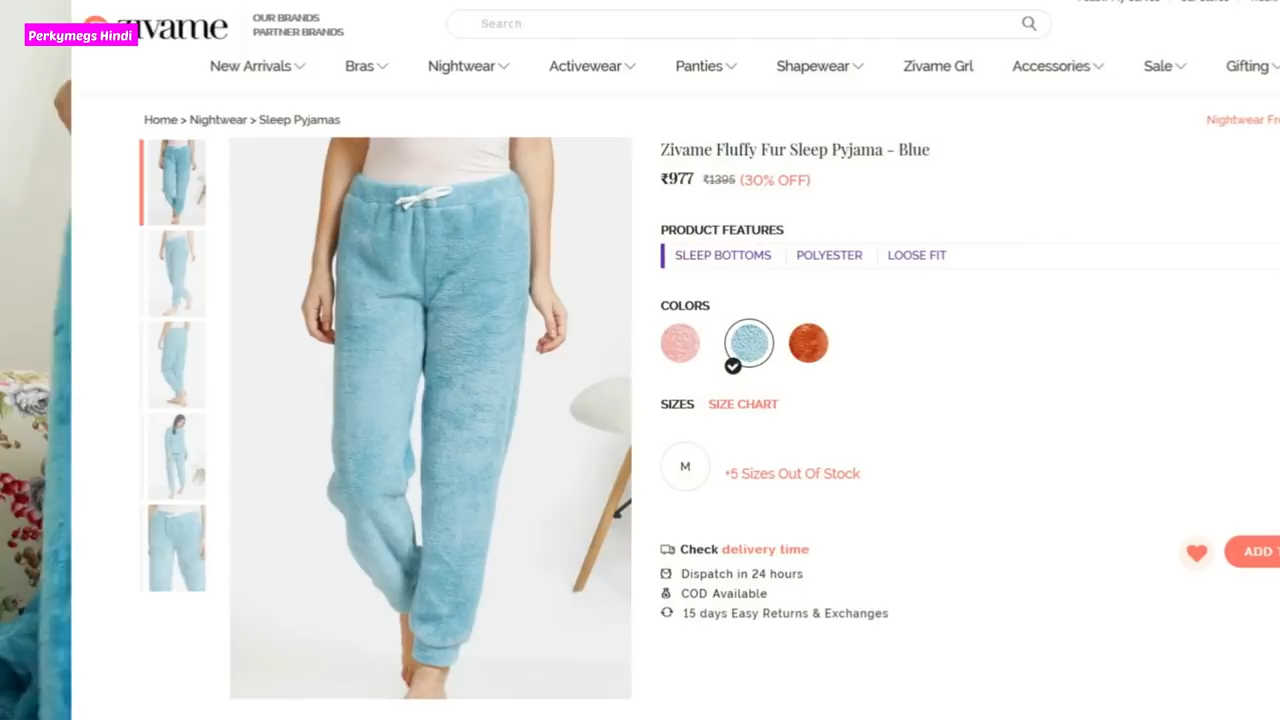 Perkymegs Hindi
zivame
OUR BRANDS
PARTNER BRANDS
Search
New Arrivals Bras Nightwear Activewear Panties Shapewear Zivame Grl Accessories Sale Gifting
Home > Nightwear > Sleep Pyjamas
Nightwear
Zivame Fluffy Fur Sleep Pyjama - Blue
₹977 ₹1395 (30% OFF)
PRODUCT FEATURES
SLEEP BOTTOMS POLYESTER LOOSE FIT
COLORS
SIZES SIZE CHART
M +5 Sizes Out Of Stock
Check delivery time
ADD
Dispatch in 24 hours
COD Available
15 days Easy Returns & Exchanges